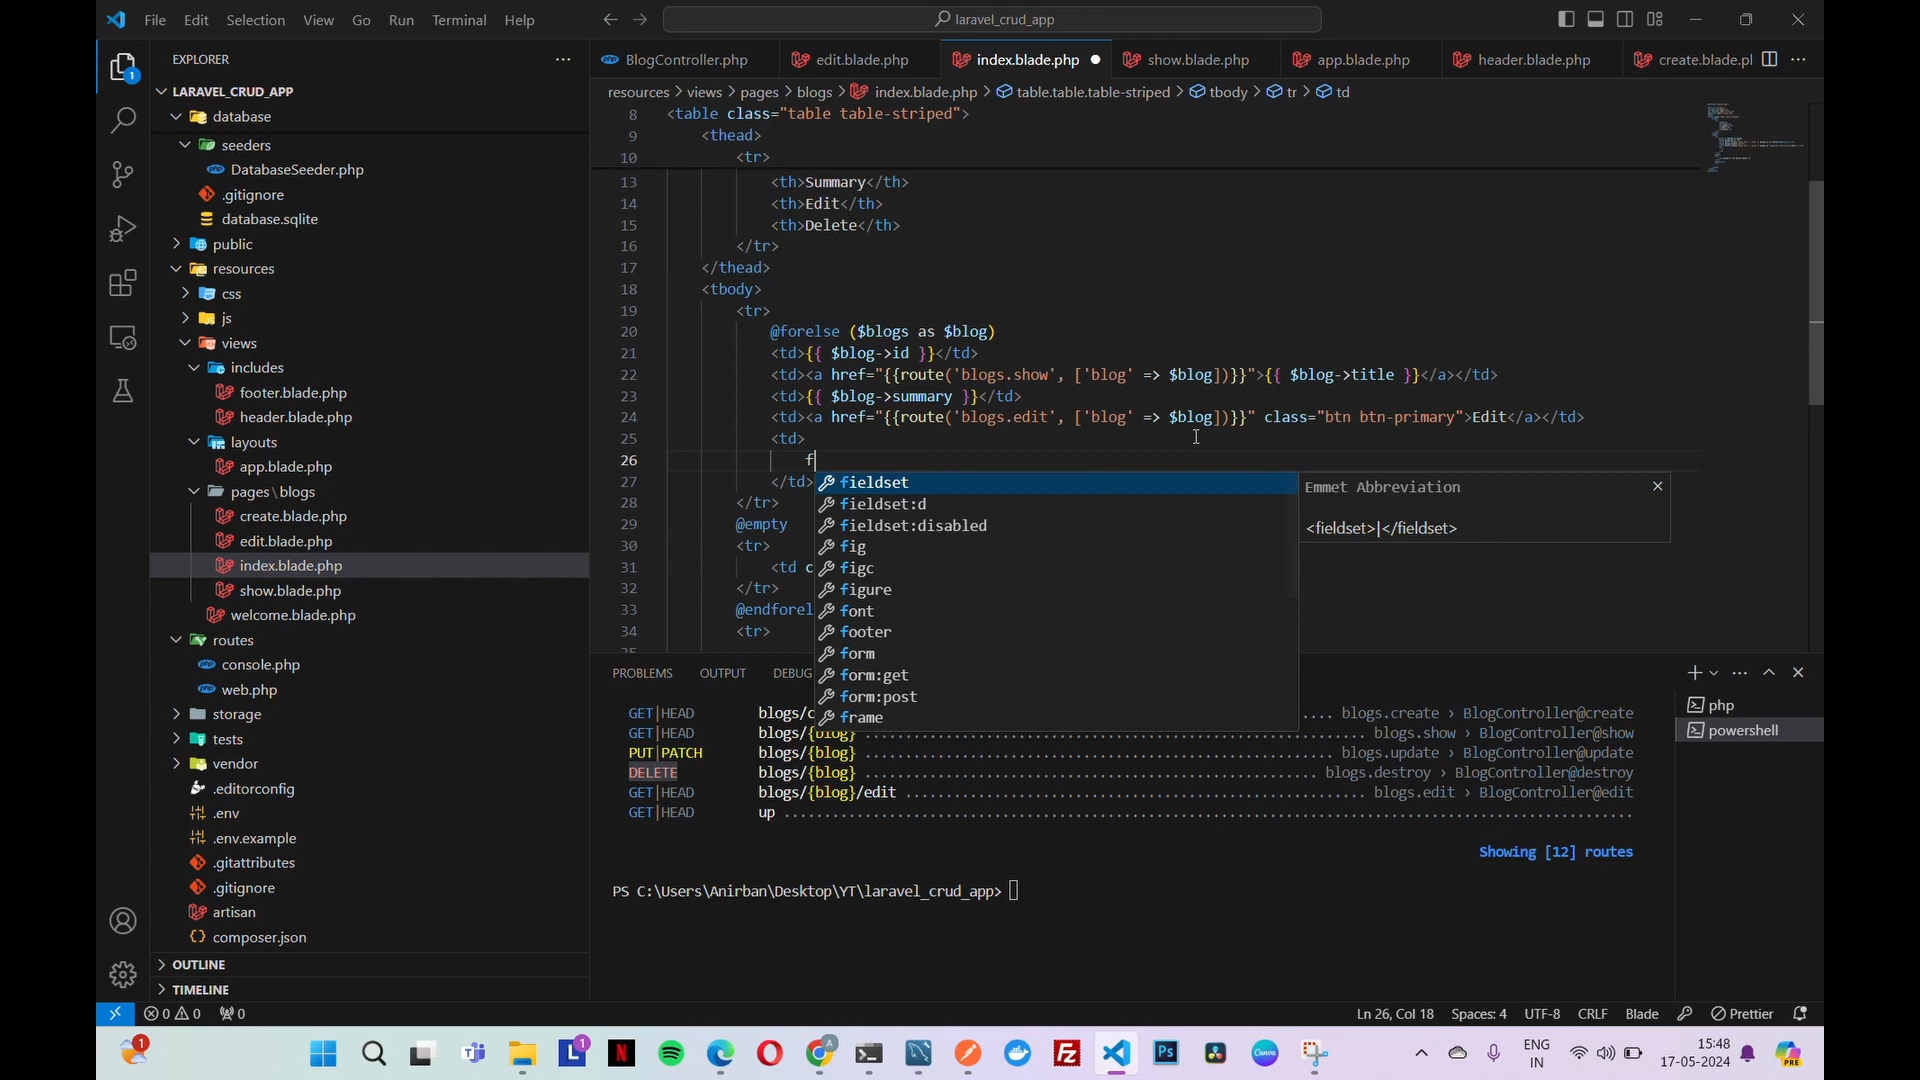 File Edit Selection View Go Run Terminal Help
laravel_crud_app
EXPLORER
LARAVEL_CRUD_APP
database
seeders
DatabaseSeeder.php
.gitignore
database.sqlite
public
resources
css
js
views
includes
footer.blade.php
header.blade.php
layouts
app.blade.php
pages\blogs
create.blade.php
edit.blade.php
index.blade.php
show.blade.php
welcome.blade.php
routes
console.php
web.php
storage
tests
vendor
.editorconfig
.env
.env.example
.gitattributes
.gitignore
artisan
composer.json
OUTLINE
TIMELINE
BlogController.php edit.blade.php index.blade.php show.blade.php app.blade.php header.blade.php create.blade.pl
resources > views > pages > blogs > index.blade.php > table.table.table-striped > tbody > tr > td
8 <table class="table table-striped">
9 <thead>
10 <tr>
13 <th>Summary</th>
14 <th>Edit</th>
15 <th>Delete</th>
16 </tr>
17 </thead>
18 <tbody>
19 <tr>
20 @forelse ($blogs as $blog)
21 <td>{{ $blog->id }}</td>
22 <td><a href="{{route('blogs.show', ['blog' => $blog])}}">{{ $blog->title }}</a></td>
23 <td>{{ $blog->summary }}</td>
24 <td><a href="{{route('blogs.edit', ['blog' => $blog])}}" class="btn btn-primary">Edit</a></td>
25 <td>
26 f
27 </td>
28 </tr>
29 @empty
30 <tr>
31 <td c
32 </tr>
33 @endforel
34 <tr>
fieldset
fieldset:d
fieldset:disabled
fig
figc
figure
font
footer
form
form:get
form:post
frame
Emmet Abbreviation
<fieldset>|</fieldset>
PROBLEMS OUTPUT DEBUG
GET|HEAD blogs/c .... blogs.create › BlogController@create
GET|HEAD blogs/{blog} blogs.show › BlogController@show
PUT|PATCH blogs/{blog} blogs.update › BlogController@update
DELETE blogs/{blog} blogs.destroy › BlogController@destroy
GET|HEAD blogs/{blog}/edit blogs.edit › BlogController@edit
GET|HEAD up
Showing [12] routes
PS C:\Users\Anirban\Desktop\YT\laravel_crud_app>
php
powershell
0 0 0 Ln 26, Col 18 Spaces: 4 UTF-8 CRLF Blade Prettier
ENG
IN
15:48
17-05-2024